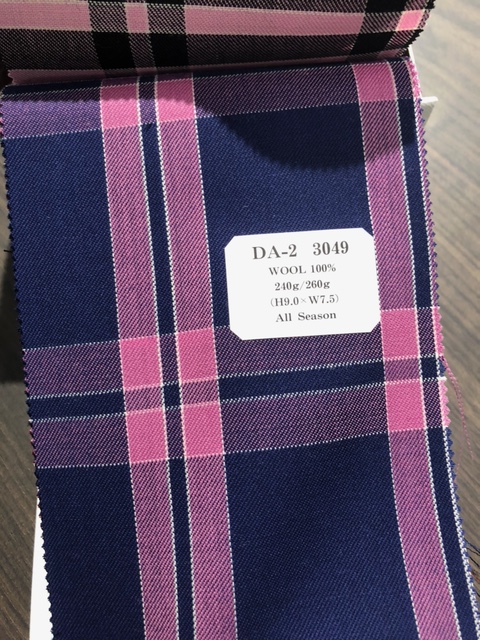 DA-2 3049
WOOL 100%
240g/260g
(H9.0×W7.5)
All Season